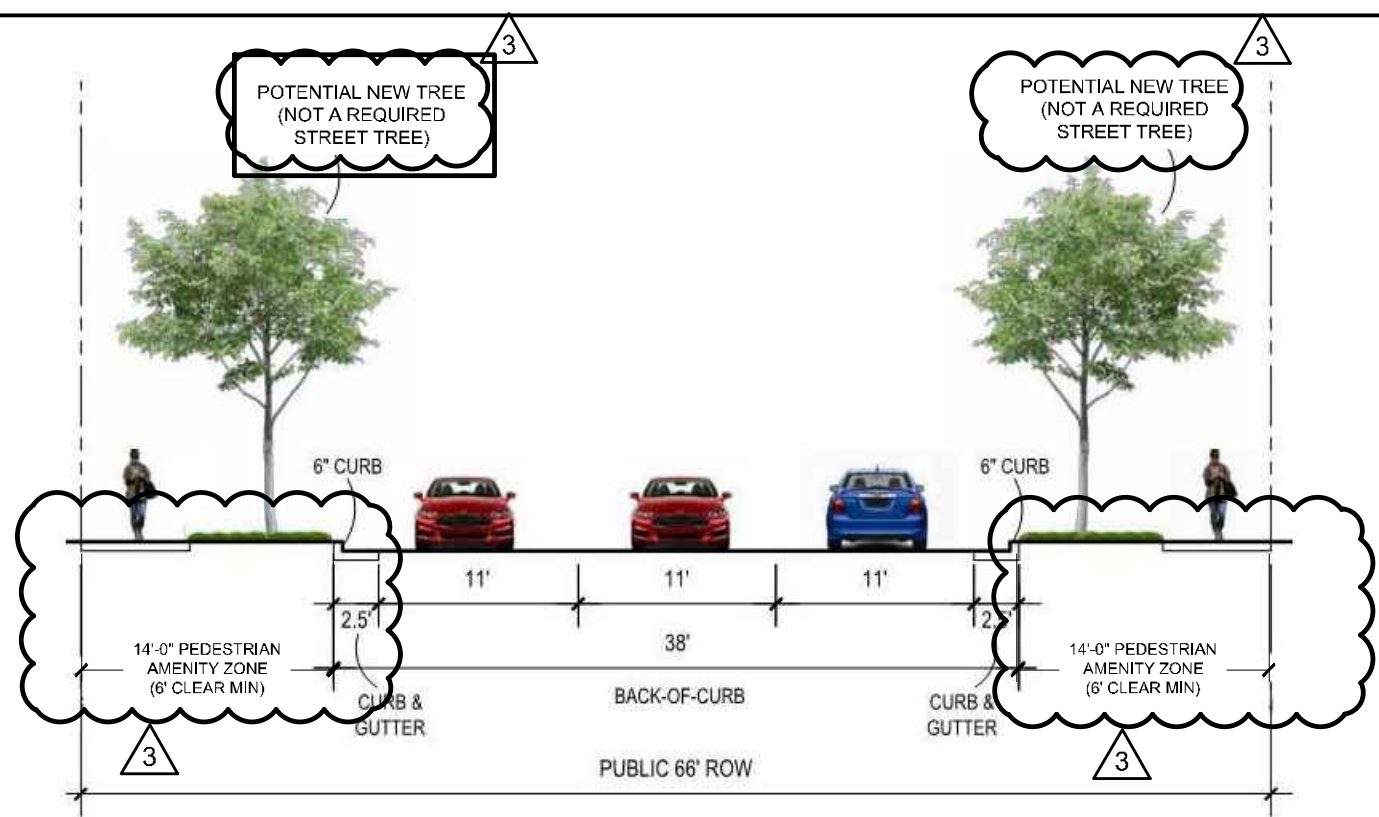 3
3
POTENTIAL NEW TREE
(NOT A REQUIRED
STREET TREE)
POTENTIAL NEW TREE
(NOT A REQUIRED
STREET TREE)
6" CURB
6" CURB
11'
11'
11'
2.5'
2.5'
38'
14'-0" PEDESTRIAN
AMENITY ZONE
(6' CLEAR MIN)
14'-0" PEDESTRIAN
AMENITY ZONE
(6' CLEAR MIN)
BACK-OF-CURB
CURB &
GUTTER
CURB &
GUTTER
3
3
PUBLIC 66' ROW